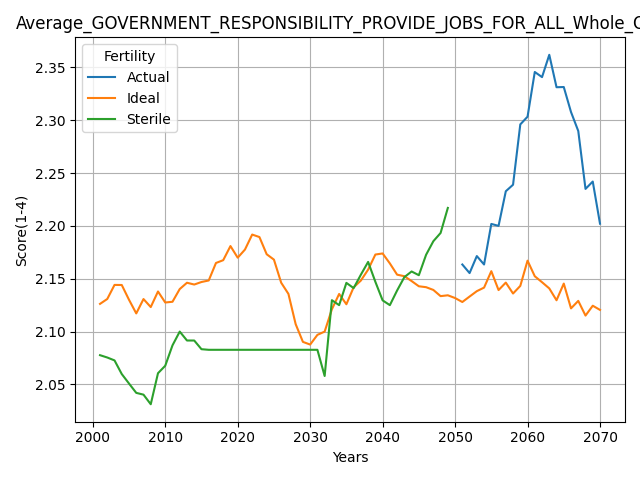 Average_GOVERNMENT_RESPONSIBILITY_PROVIDE_JOBS_FOR_ALL_Whole_
Fertility
Actual
Ideal
Sterile
Score(1-4)
2.35
2.30
2.25
2.20
2.15
2.10
2.05
2000 2010 2020 2030 2040 2050 2060 2070
Years